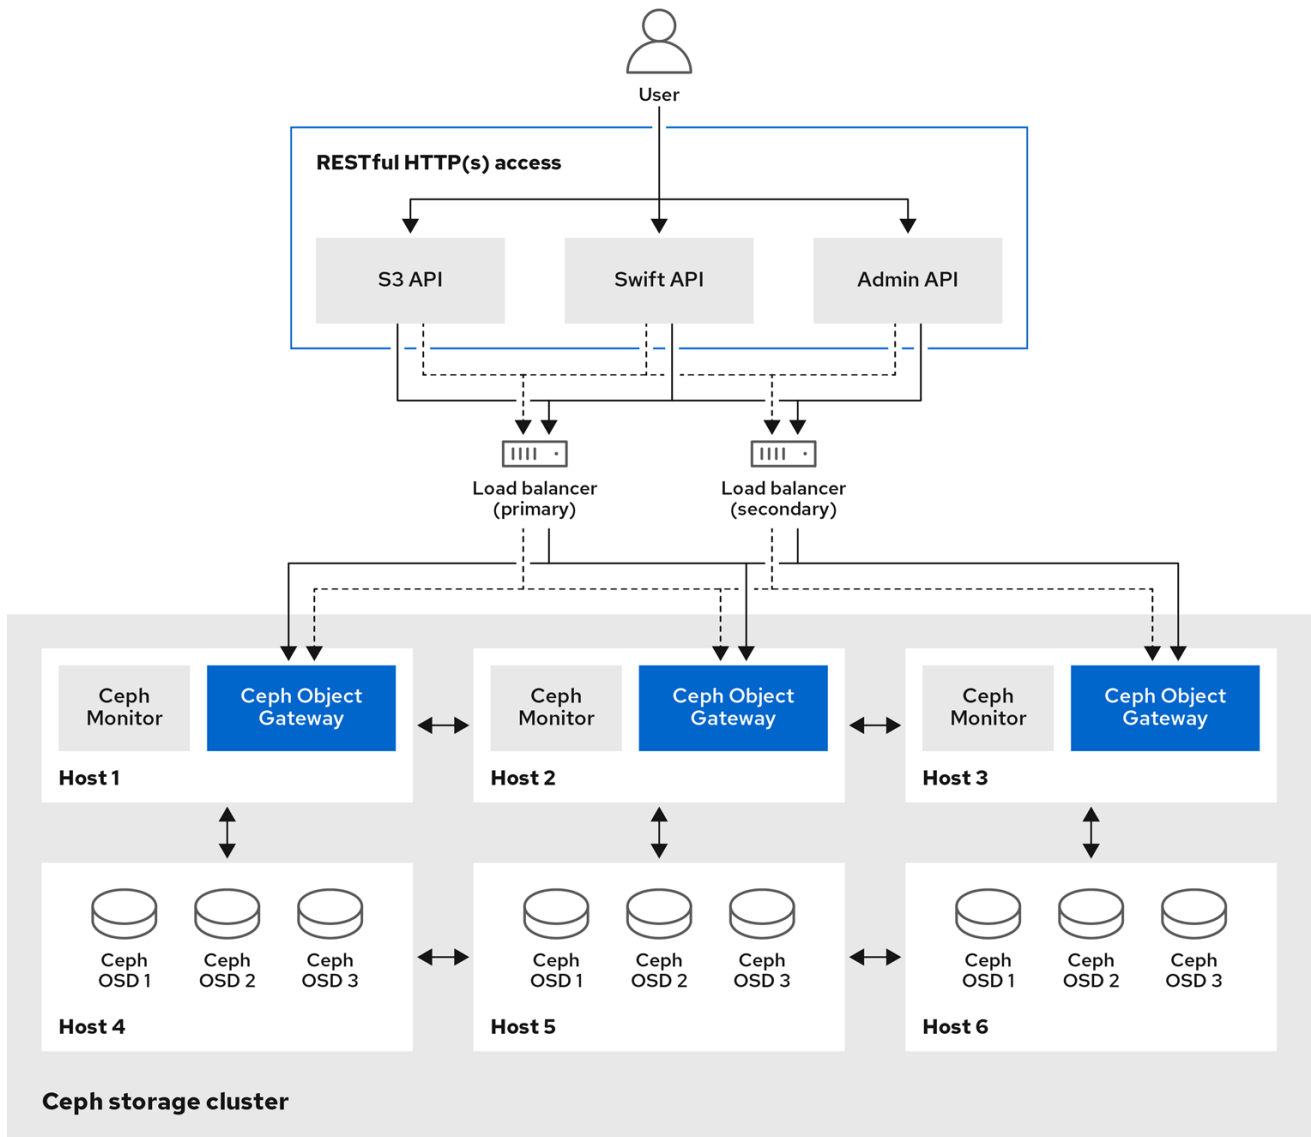 User
RESTful HTTP(s) access
S3 API
Swift API
Admin API
Load balancer
(primary)
Load balancer
(secondary)
Ceph
Monitor
Ceph Object
Gateway
Host 1
Ceph
Monitor
Ceph Object
Gateway
Host 2
Ceph
Monitor
Ceph Object
Gateway
Host 3
Ceph
OSD 1
Ceph
OSD 2
Ceph
OSD 3
Host 4
Ceph
OSD 1
Ceph
OSD 2
Ceph
OSD 3
Host 5
Ceph
OSD 1
Ceph
OSD 2
Ceph
OSD 3
Host 6
Ceph storage cluster